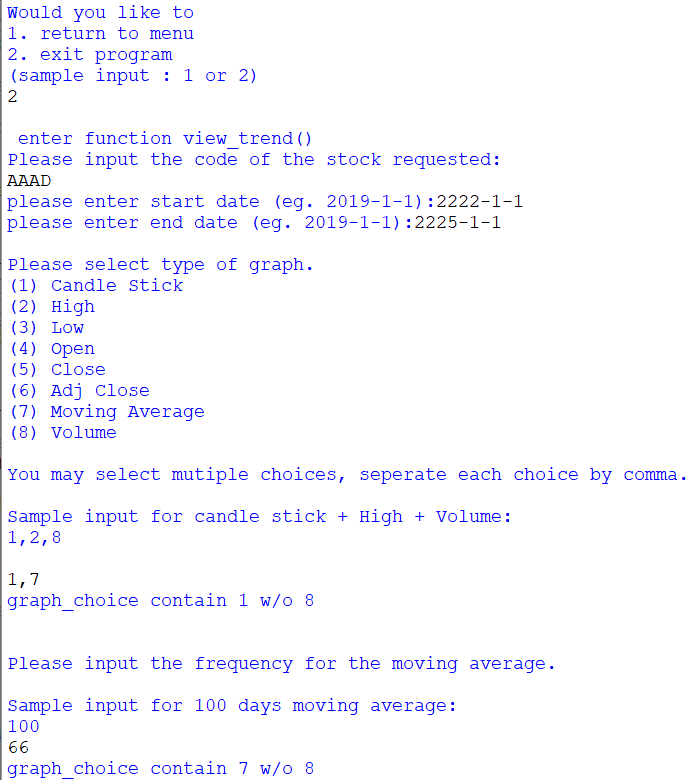 Would you like to
1. return to menu
2. exit program
(sample input : 1 or 2)
2
enter function view_trend()
Please input the code of the stock requested:
AAAD
please enter start date (eg. 2019-1-1):2222-1-1
please enter end date (eg. 2019-1-1):2225-1-1
Please select type of graph.
(1) Candle Stick
(2) High
(3) Low
(4) Open
(5) Close
(6) Adj Close
(7) Moving Average
(8) Volume
You may select mutiple choices, seperate each choice by comma.
Sample input for candle stick + High + Volume:
1,2,8
1,7
graph_choice contain 1 w/o 8
Please input the frequency for the moving average.
Sample input for 100 days moving average:
100
66
graph_choice contain 7 w/o 8